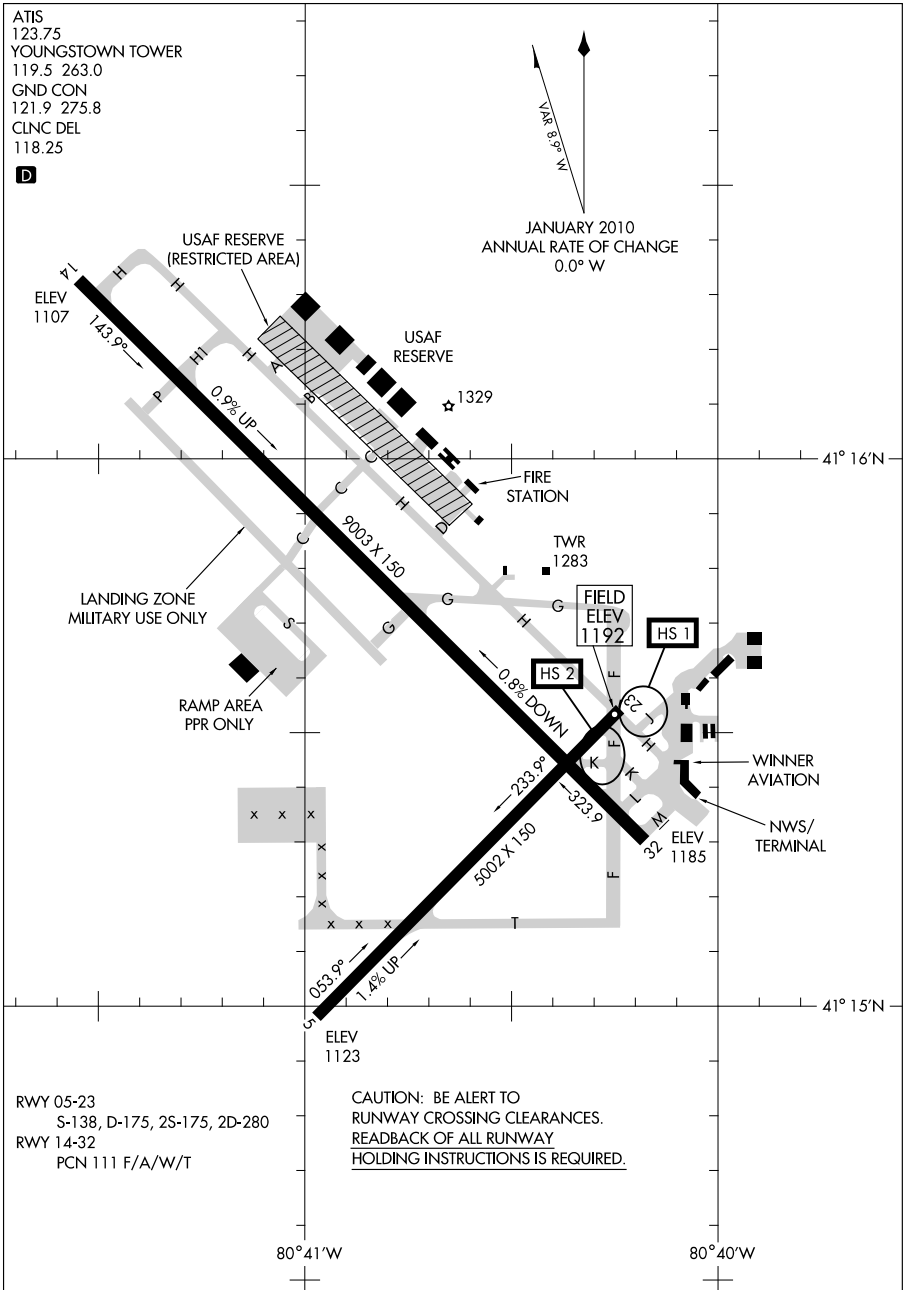 ATIS
123.75
YOUNGSTOWN TOWER
119.5 263.0
GND CON
121.9 275.8
CLNC DEL
118.25
D
VAR 8.9° W
JANUARY 2010
ANNUAL RATE OF CHANGE
0.0° W
USAF RESERVE
(RESTRICTED AREA)
14
H
H
ELEV
1107
143.9°
USAF
RESERVE
H1
H
A
P
B
0.9% UP
1329
C
41° 16'N
C
FIRE
STATION
H
D
C
9003 X 150
TWR
1283
LANDING ZONE
MILITARY USE ONLY
FIELD
ELEV
1192
G
G
H
S
G
HS 1
HS 2
F
0.8% DOWN
RAMP AREA
PPR ONLY
23
J
F
H
K
K
L
M
WINNER
AVIATION
233.9°
323.9
NWS/
TERMINAL
x x x
5002 X 150
32
ELEV
1185
x
x
F
x
x x x
T
053.9°
1.4% UP
41° 15'N
5
ELEV
1123
RWY 05-23
S-138, D-175, 2S-175, 2D-280
RWY 14-32
PCN 111 F/A/W/T
CAUTION: BE ALERT TO
RUNWAY CROSSING CLEARANCES.
READBACK OF ALL RUNWAY
HOLDING INSTRUCTIONS IS REQUIRED.
80°41'W
80°40'W